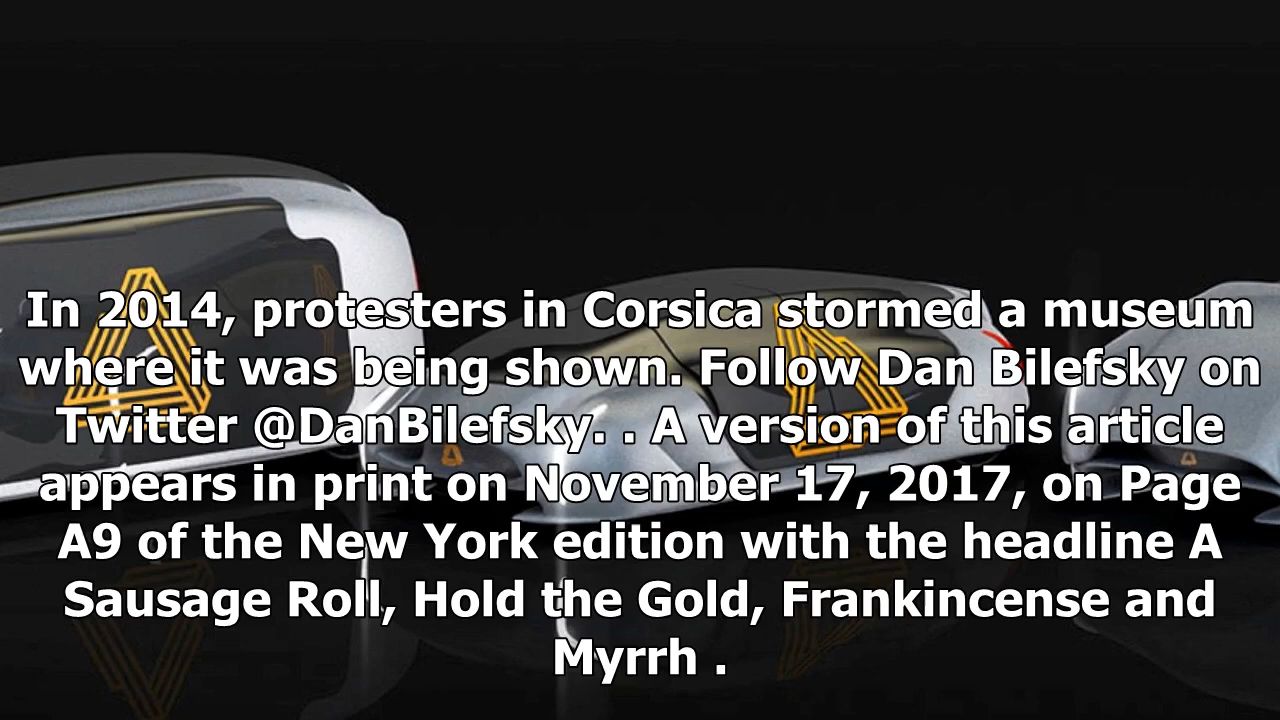 In 2014, protesters in Corsica stormed a museum
where it was being shown. Follow Dan Bilefsky on
Twitter @DanBilefsky. . A version of this article
appears in print on November 17, 2017, on Page
A9 of the New York edition with the headline A
Sausage Roll, Hold the Gold, Frankincense and
Myrrh .